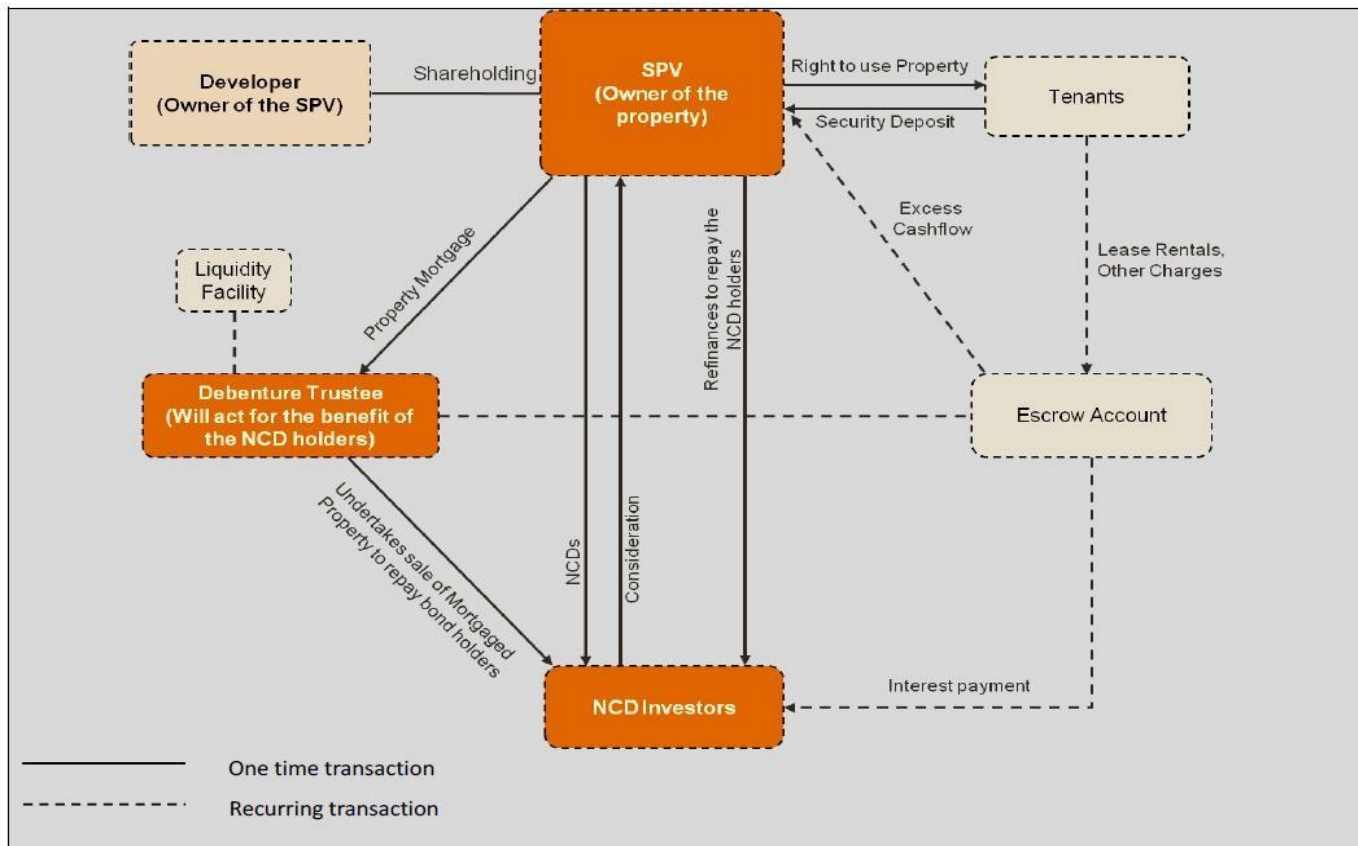 Developer
(Owner of the SPV)
Shareholding
SPV
(Owner of the
property)
Right to use Property
Security Deposit
Tenants
Excess
Cashflow
Lease Rentals,
Other Charges
Liquidity
Facility
Property Mortgage
Refinances to repay the
NCD holders
Debenture Trustee
(Will act for the benefit of
the NCD holders)
Escrow Account
Undertakes sale of Mortgaged
Property to repay bond holders
NCDs
Consideration
NCD Investors
Interest payment
One time transaction
Recurring transaction